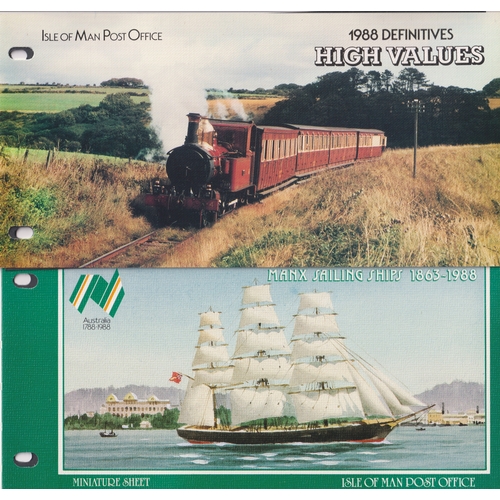 ISLE OF MAN POST OFFICE
1988 DEFINITIVES
HIGH VALUES
MANX SAILING SHIPS 1863-1988
Australia
1788-1988
MINIATURE SHEET
ISLE OF MAN POST OFFICE